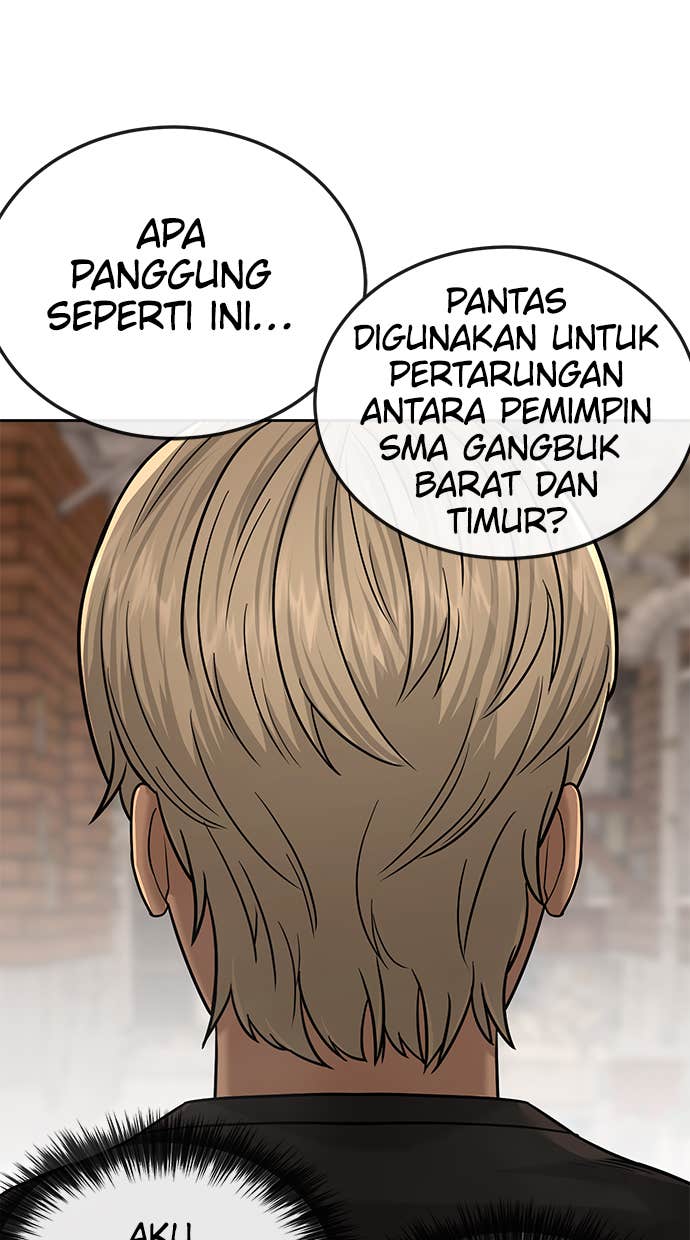 APA
PANGGUNG
SEPERTI INI...
PANTAS
DIGUNAKAN UNTUK
PERTARUNGAN
ANTARA PEMIMPIN
SMA GANGBUK
BARAT DAN
TIMUR?
AKU